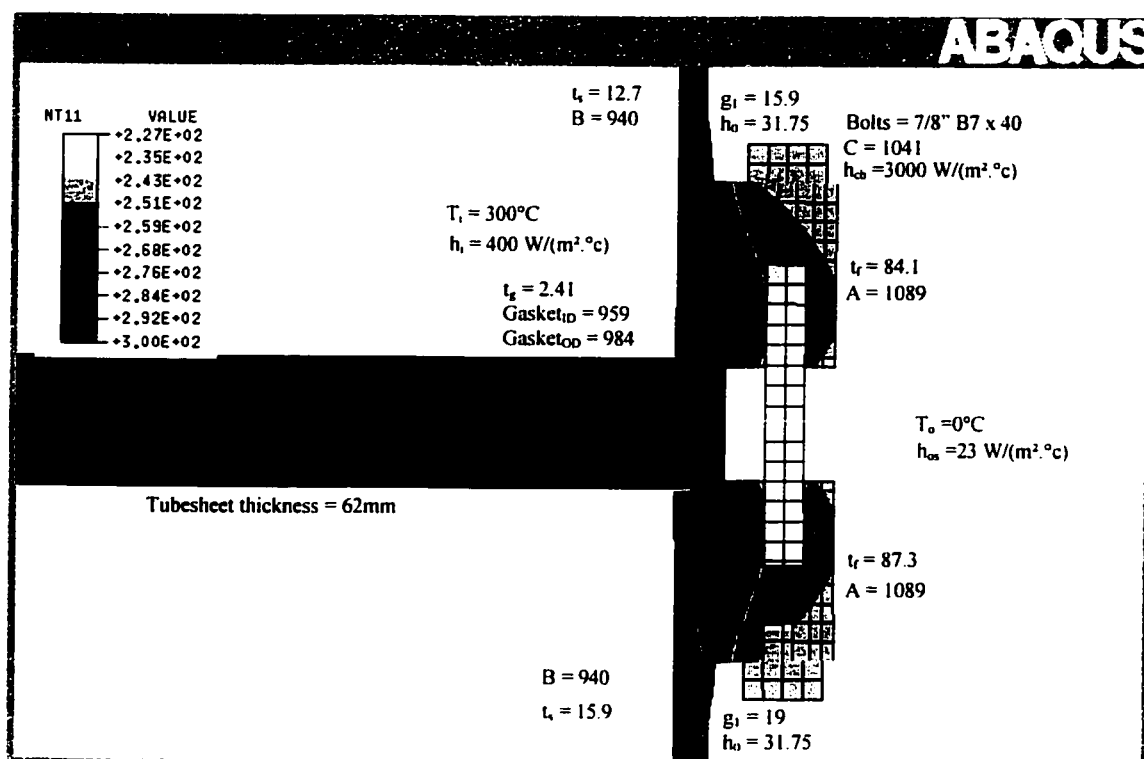 ABAQUS
NT11 VALUE
+2.27E+02
+2.35E+02
+2.43E+02
+2.51E+02
+2.59E+02
+2.68E+02
+2.76E+02
+2.84E+02
+2.92E+02
+3.00E+02
tₛ = 12.7
B = 940
g₁ = 15.9
h₀ = 31.75
Bolts = 7/8" B7 x 40
C = 1041
h_cb =3000 W/(m².°c)
Tᵢ = 300°C
hᵢ = 400 W/(m².°c)
t_g = 2.41
Gasket_ID = 959
Gasket_OD = 984
t_f = 84.1
A = 1089
Tₒ =0°C
h_os =23 W/(m².°c)
Tubesheet thickness = 62mm
t_f = 87.3
A = 1089
B = 940
tₛ = 15.9
g₁ = 19
h₀ = 31.75